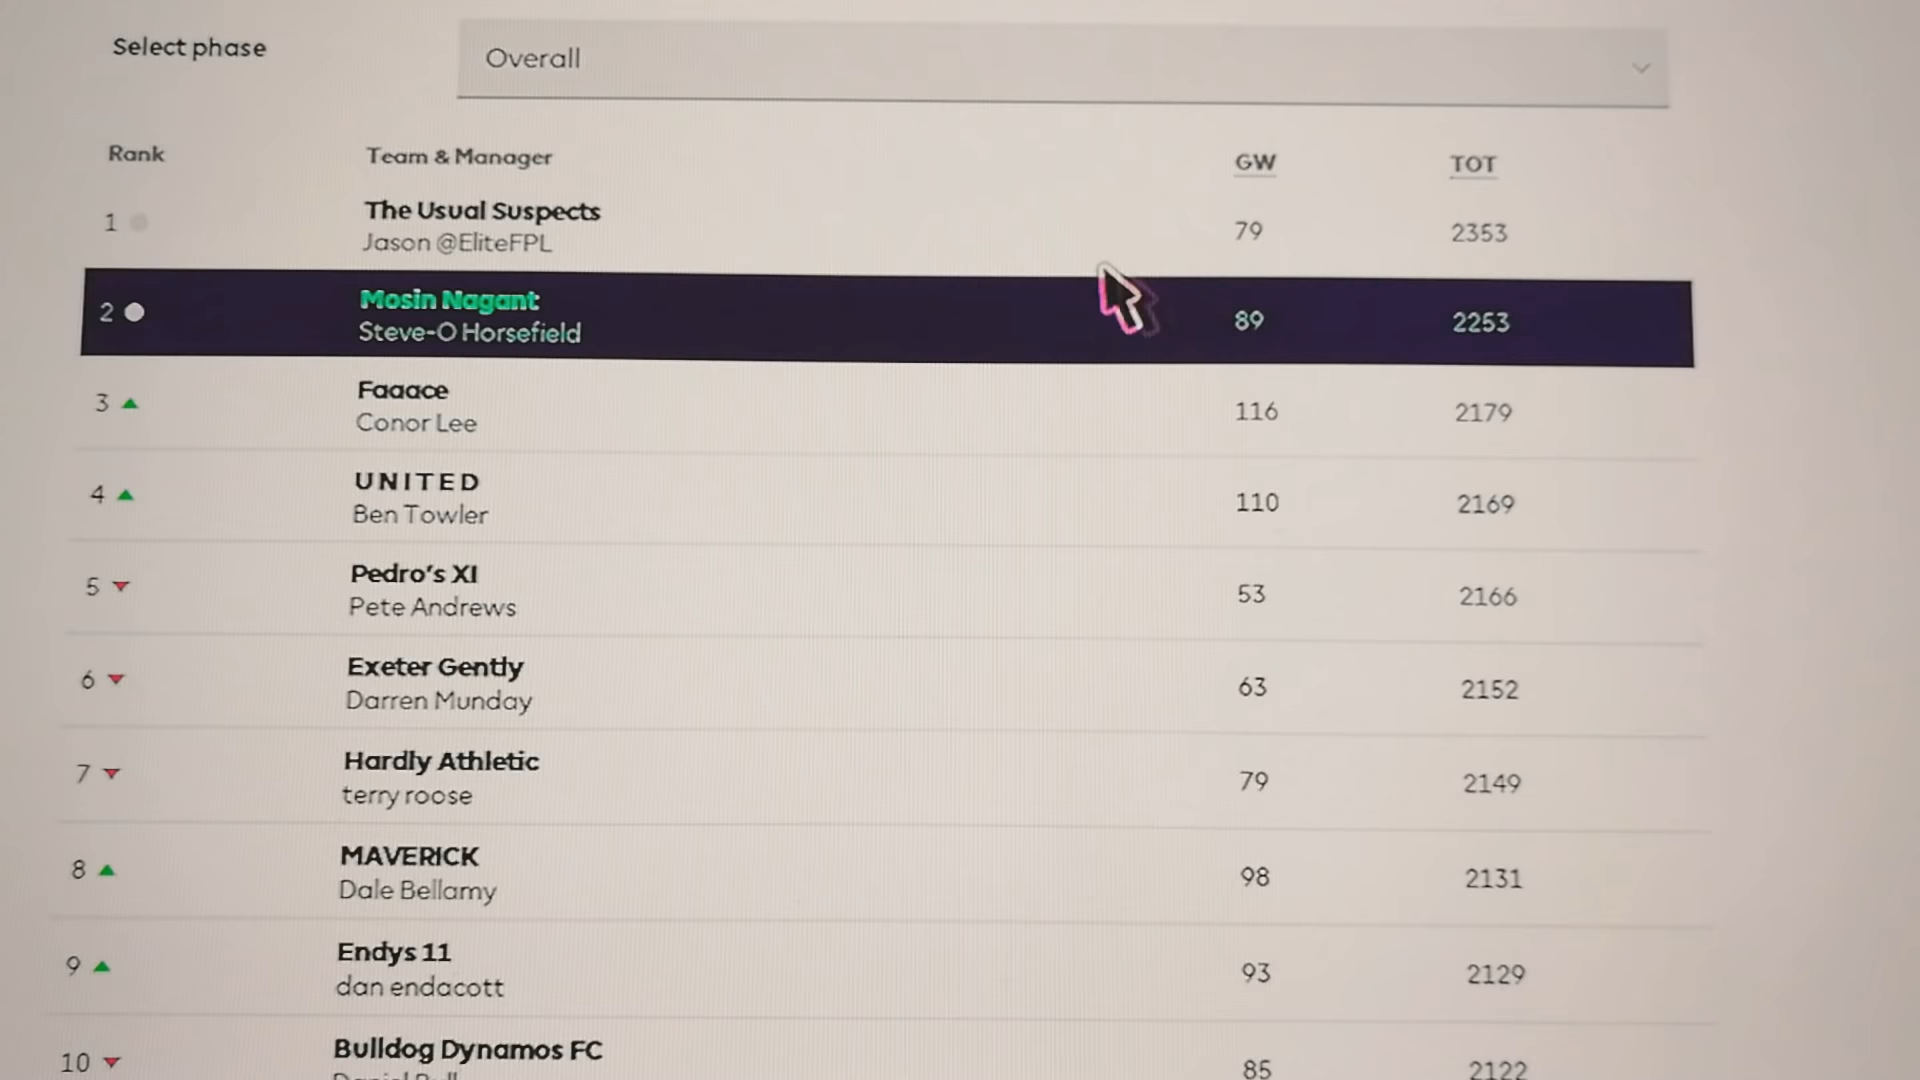 Select phase
Overall
Rank Team & Manager GW TOT
1 The Usual Suspects 79 2353
Jason @EliteFPL
2 Mosin Nagant 89 2253
Steve-O Horsefield
3 Faaace 116 2179
Conor Lee
4 UNITED 110 2169
Ben Towler
5 Pedro's XI 53 2166
Pete Andrews
6 Exeter Gently 63 2152
Darren Munday
7 Hardly Athletic 79 2149
terry roose
8 MAVERICK 98 2131
Dale Bellamy
9 Endys 11 93 2129
dan endacott
10 Bulldog Dynamos FC 85 2122